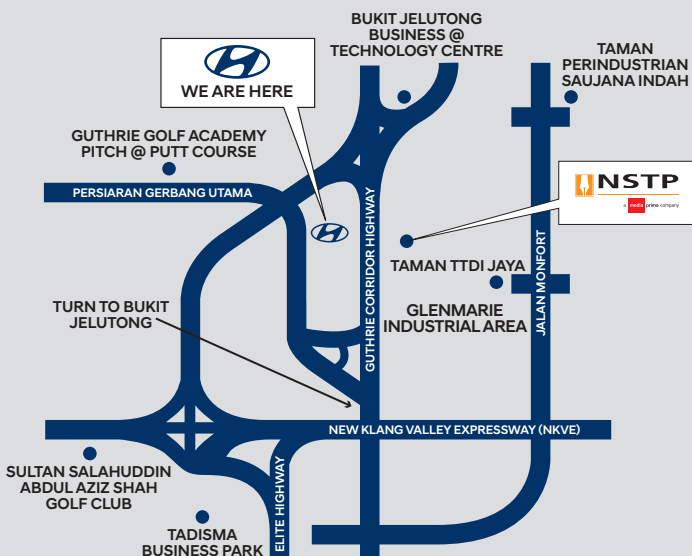 BUKIT JELUTONG
BUSINESS @
TECHNOLOGY CENTRE
TAMAN
PERINDUSTRIAN
SAUJANA INDAH
WE ARE HERE
GUTHRIE GOLF ACADEMY
PITCH @ PUTT COURSE
PERSIARAN GERBANG UTAMA
NSTP
a media prima company
GUTHRIE CORRIDOR HIGHWAY
JALAN MONFORT
TAMAN TTDI JAYA
TURN TO BUKIT
JELUTONG
GLENMARIE
INDUSTRIAL AREA
NEW KLANG VALLEY EXPRESSWAY (NKVE)
SULTAN SALAHUDDIN
ABDUL AZIZ SHAH
GOLF CLUB
ELITE HIGHWAY
TADISMA
BUSINESS PARK